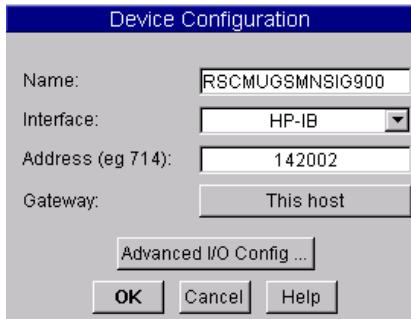 Device Configuration
Name: RSCMUGSMNSIG900
Interface: HP-IB
Address (eg 714): 142002
Gateway: This host
Advanced I/O Config ...
OK Cancel Help